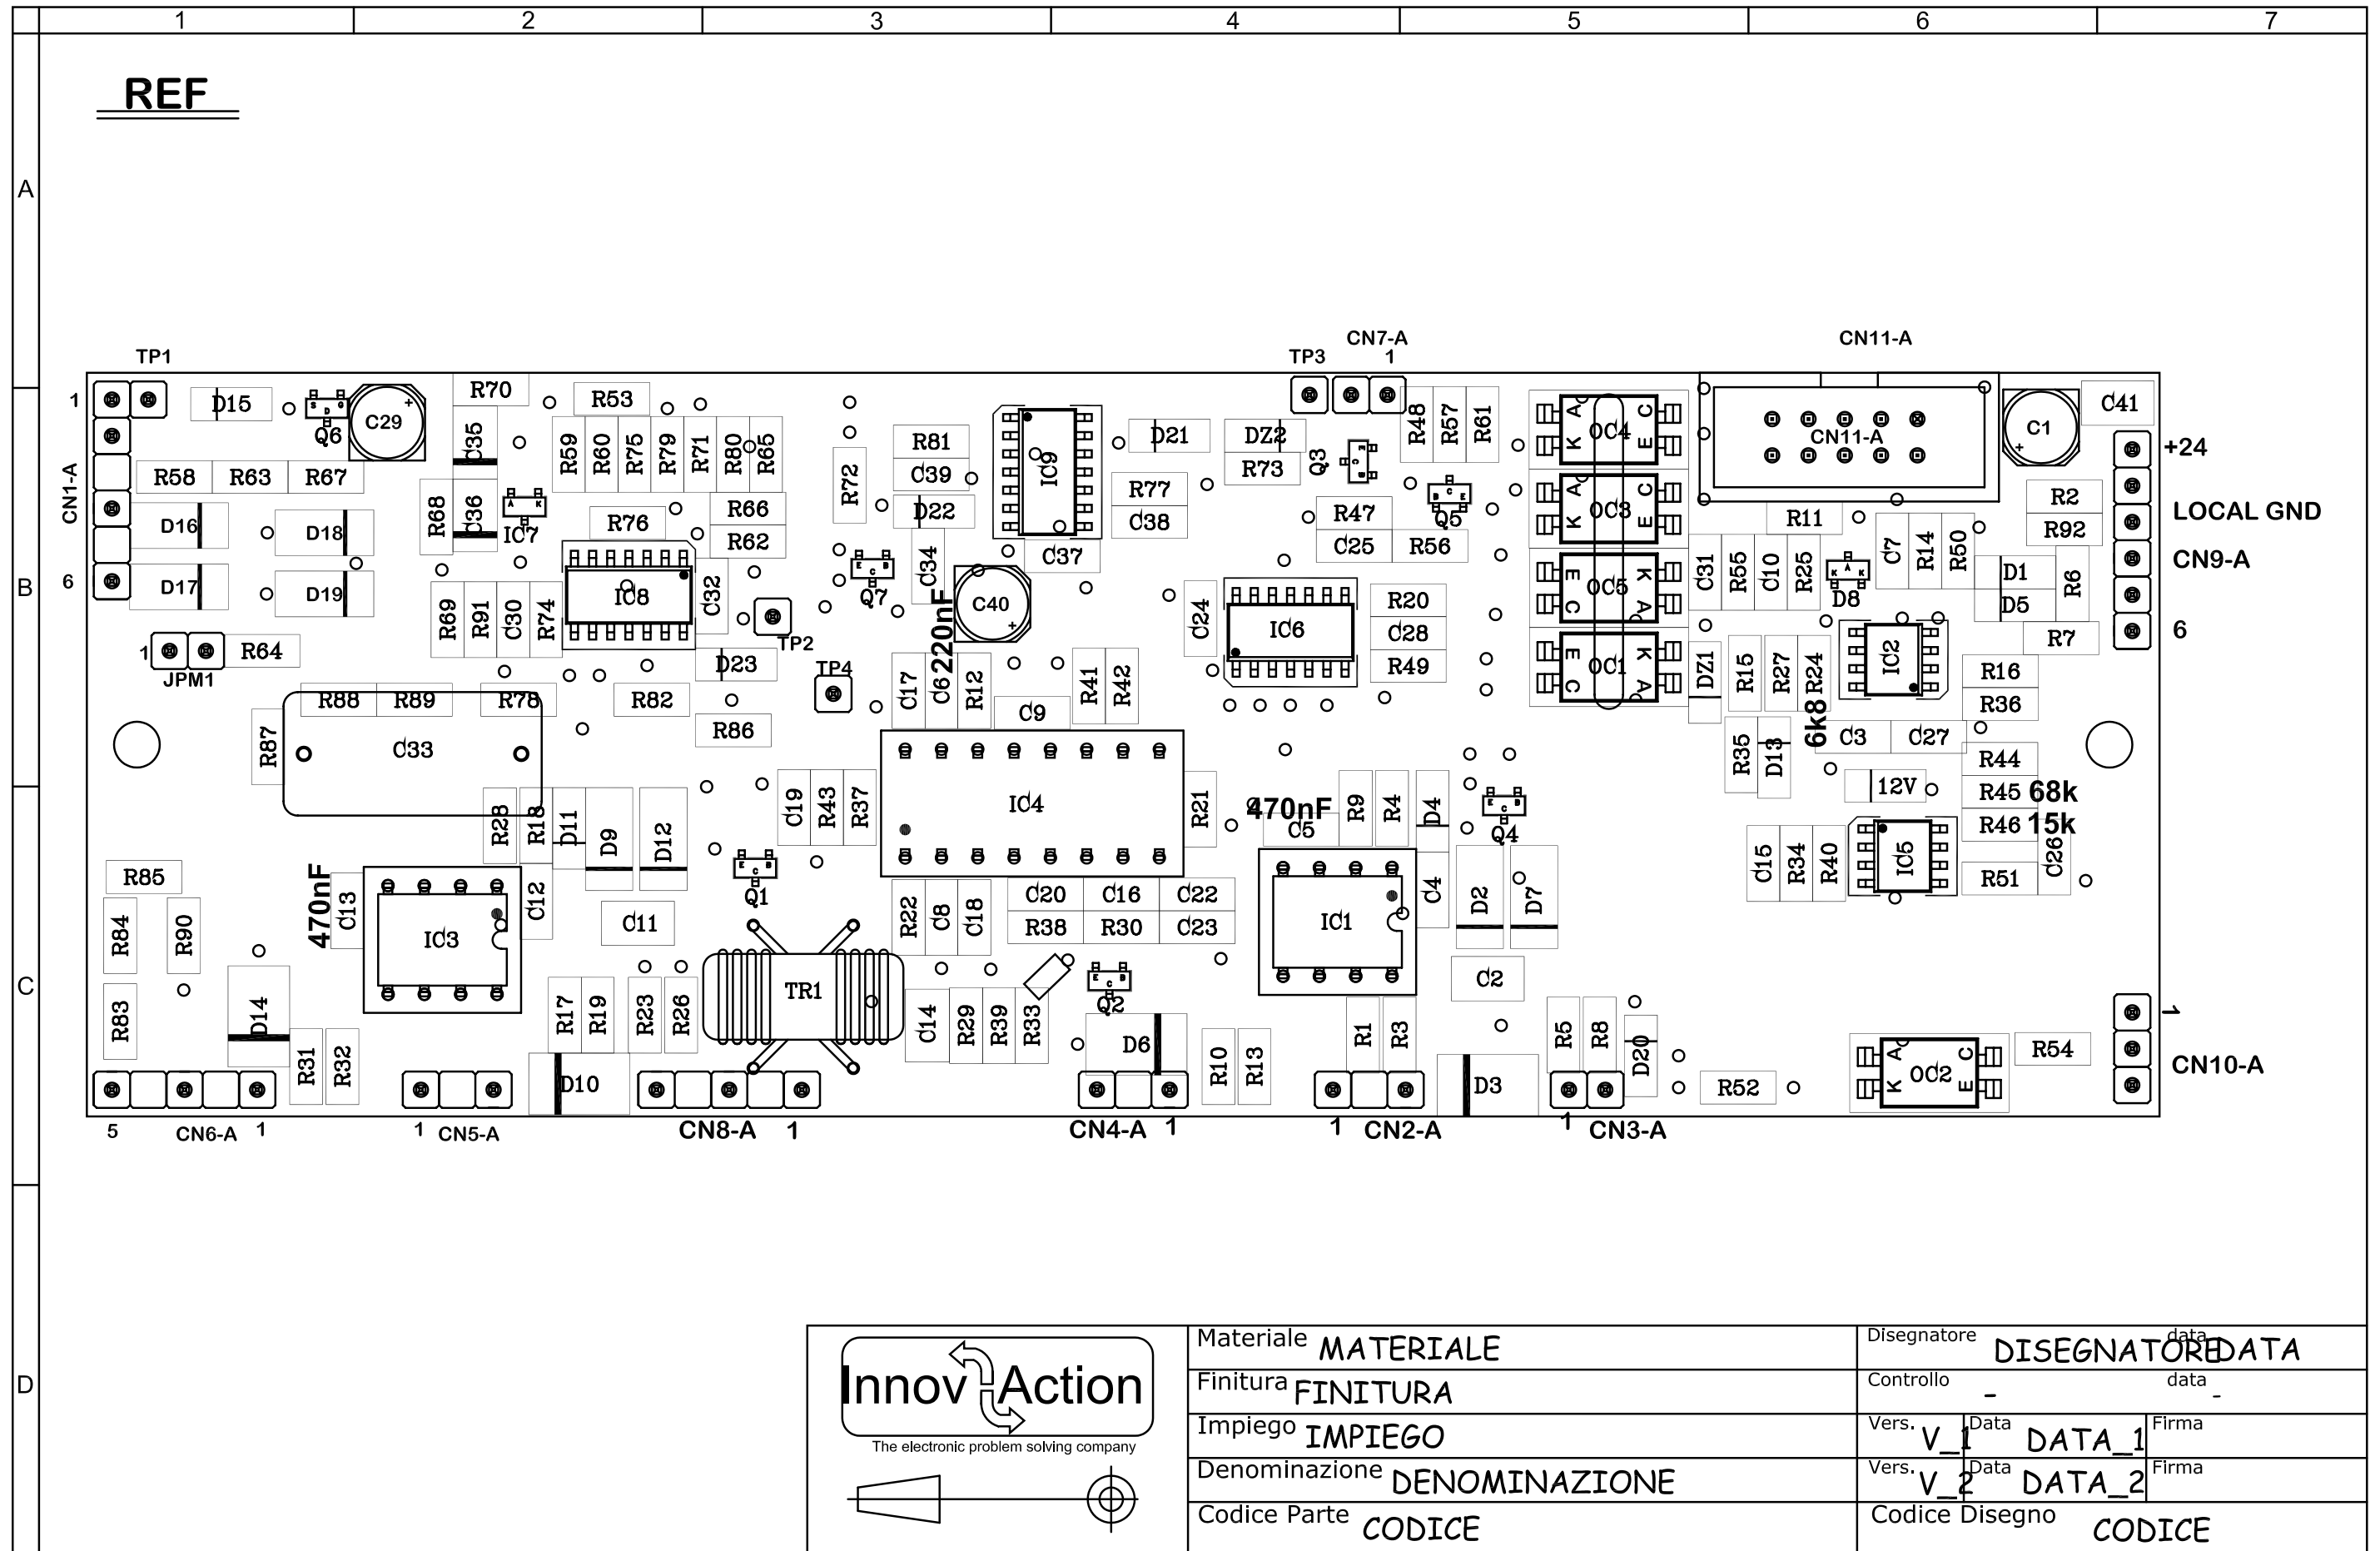 1 2 3 4 5 6 7
REF
A
CN7-A CN11-A
TP1 TP3 1
R70
1 D15 S D G Q6 C29 + R53 C41
R48 R57 R61 A C K E OC4 C1 +
C35 R59 R60 R75 R79 R71 R80 R65 R81 D21 DZ2 Q3 E C B CN11-A
+24
R58 R63 R67 R72 C39 IC9 R73
CN1-A R68 C36 A K IC7 R77 B C E Q5 A C K E OC3 R2
D16 D18 R76 R66 D22 C38 R47 R11 LOCAL GND
R62 C37 C25 R56 R92
B
6 D17 D19 IC8 C32 E C B Q7 C34 C40 + C31 R55 C10 R25 K A K D8 C7 R14 R50 D1 R6 CN9-A
R69 R91 C30 R74 TP2 220nF C24 IC6 R20 E K C A OC5 D5
C28 6
1 R64 D23 R49 E K C A OC1 DZ1 R15 R27 R24 IC2 R7
JPM1 TP4 C17 C6 R12 R41 R42 R16
R88 R89 R78 R82 C9 R36
R87 C33 R86 R35 D13 6k8 C3 C27
R44
R28 R18 D11 D9 D12 C19 R43 R37 IC4 R21 470nF R9 R4 D4 E C B Q4 12V R45 68k
C5 R46 15k
R85 470nF C13 C12 E C B Q1 C4 D2 D7 C15 R34 R40 IC5 C26
C20 C16 C22 R51
R84 R90 IC3 C11 R22 C8 C18 R38 R30 C23 IC1
C
R83 D14 R17 R19 R23 R26 TR1 C14 R29 R39 R33 E C B Q2 C2
R31 R32 D10 D6 R10 R13 R1 R3 D3 R5 R8 D20 R52 A C K E OC2 R54 1
CN10-A
5 CN6-A 1 1 CN5-A CN8-A 1 CN4-A 1 1 CN2-A 1 CN3-A
D
Innov Action
The electronic problem solving company
Materiale MATERIALE Disegnatore DISEGNATORE data DATA
Finitura FINITURA Controllo - data -
Impiego IMPIEGO Vers. V_1 Data DATA_1 Firma
Denominazione DENOMINAZIONE Vers. V_2 Data DATA_2 Firma
Codice Parte CODICE Codice Disegno CODICE